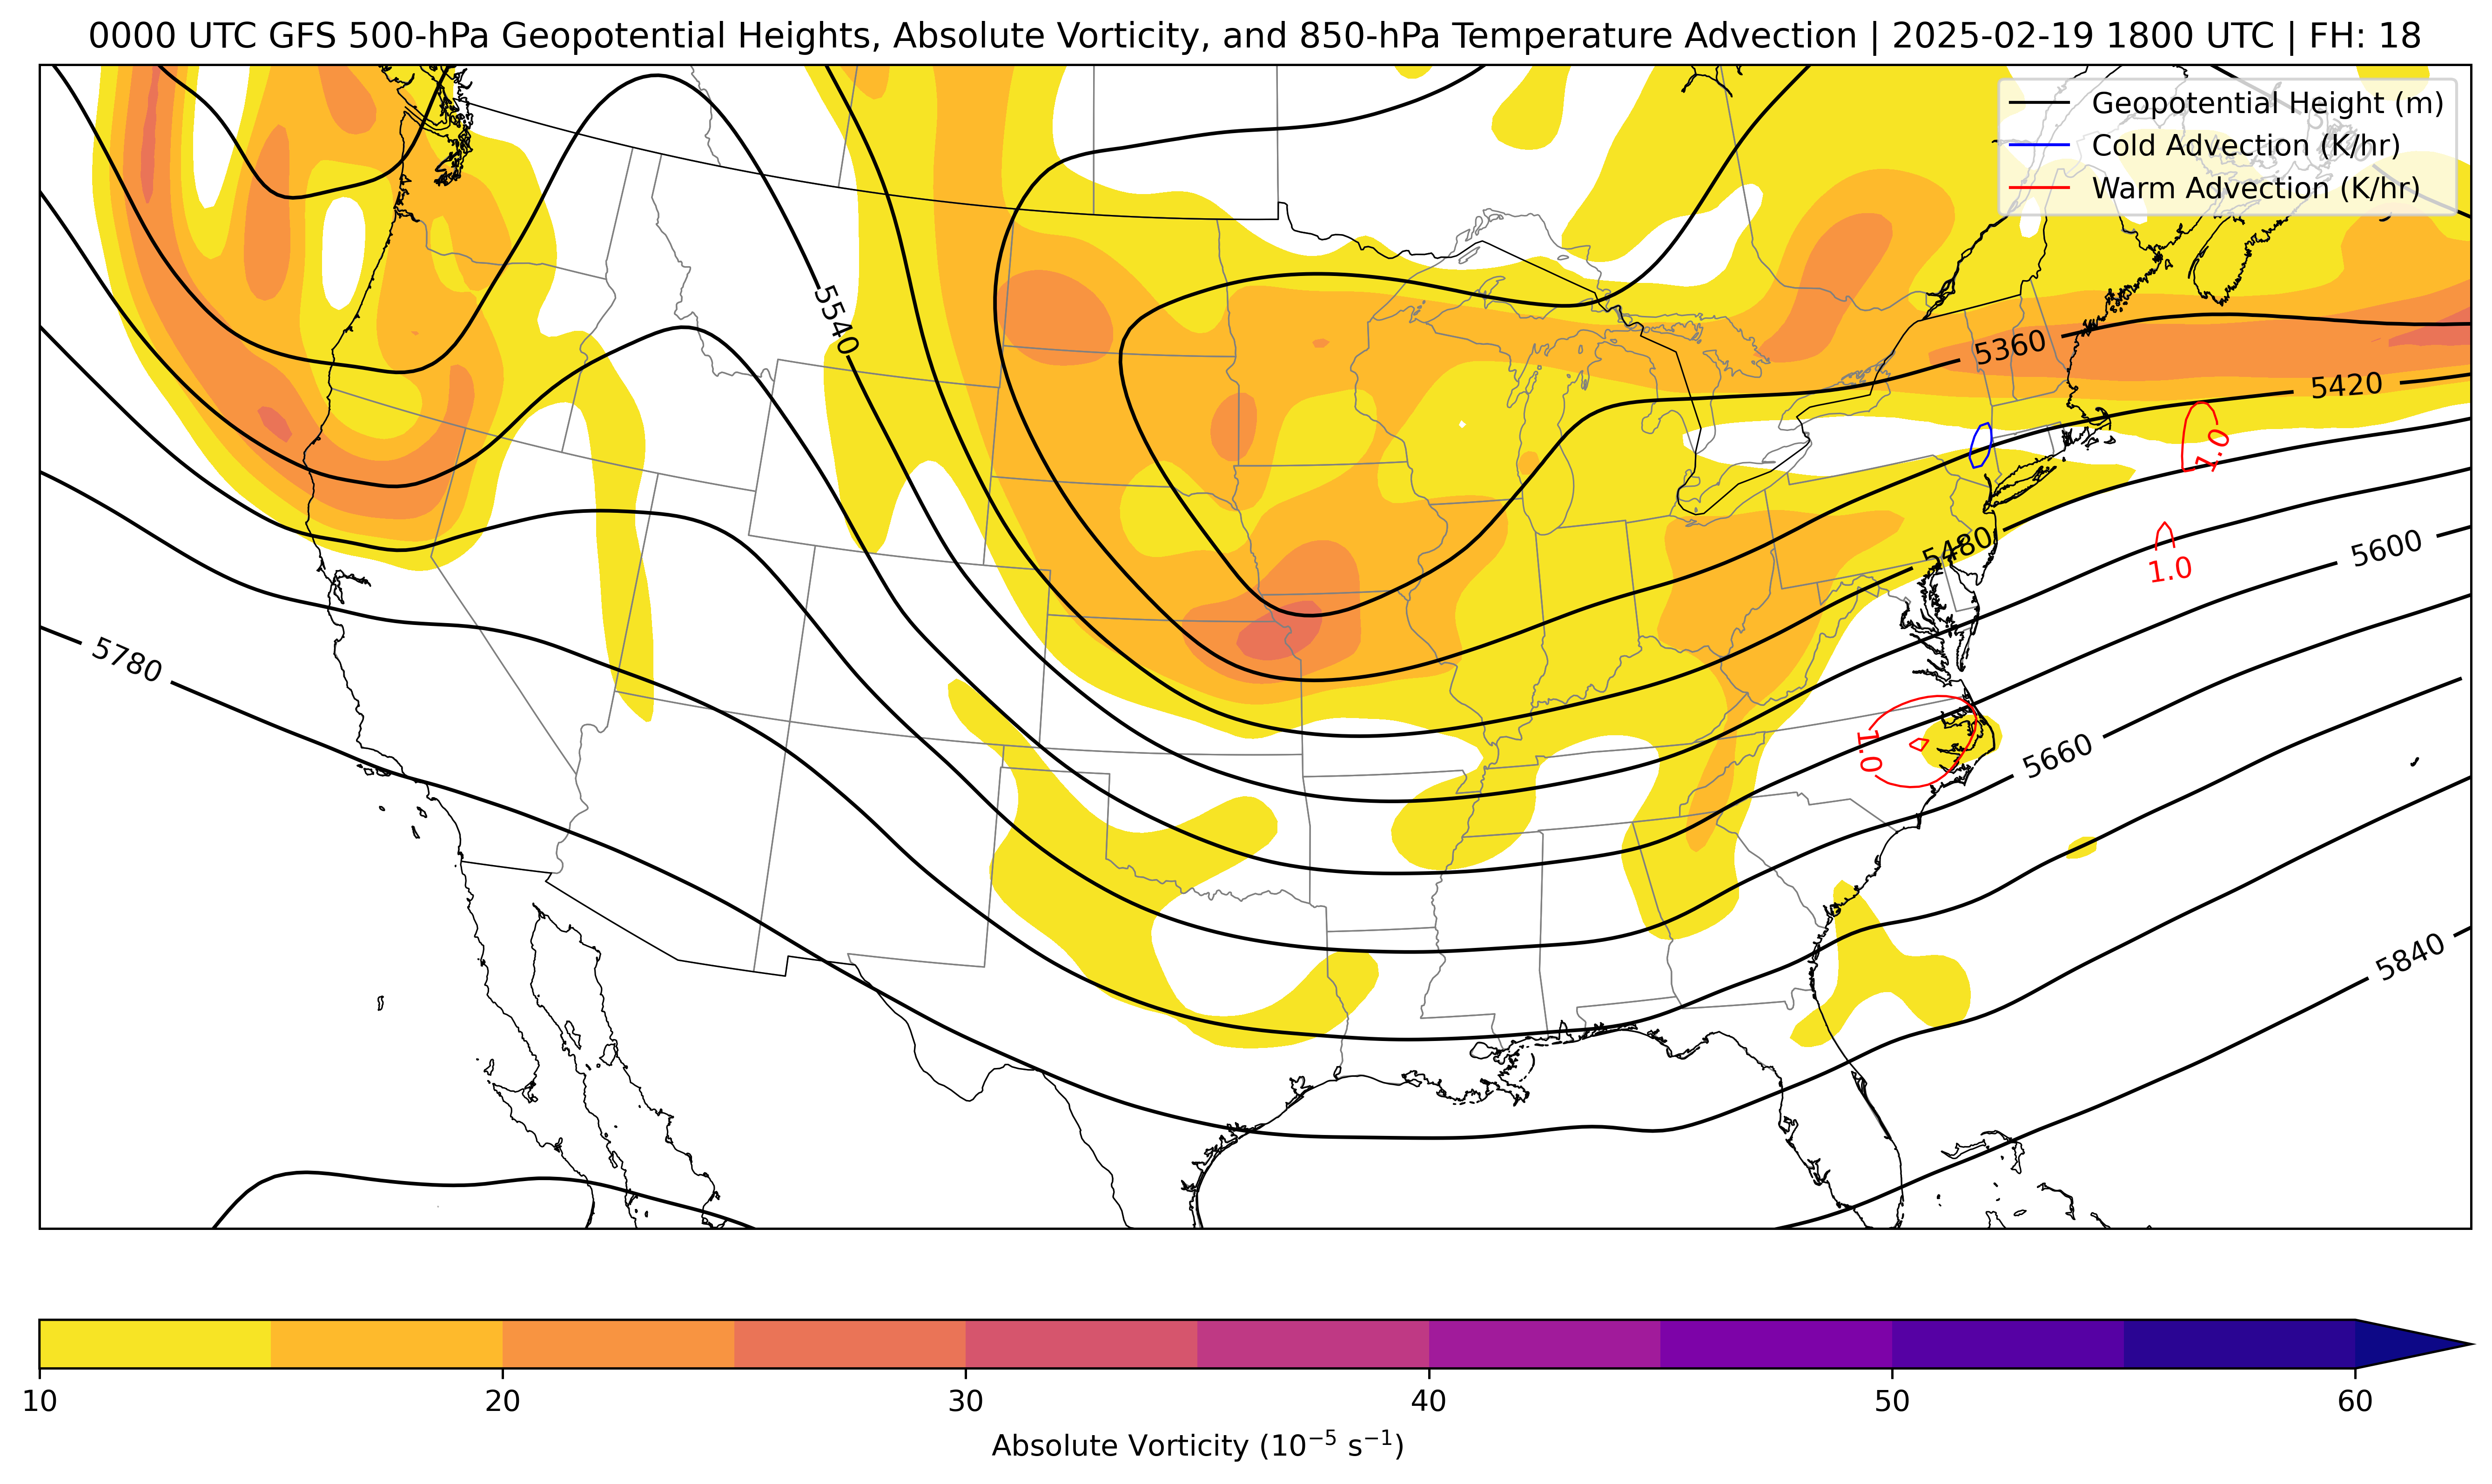 0000 UTC GFS 500-hPa Geopotential Heights, Absolute Vorticity, and 850-hPa Temperature Advection | 2025-02-19 1800 UTC | FH: 18
Geopotential Height (m)
Cold Advection (K/hr)
Warm Advection (K/hr)
5540
5360
5420
1.0
5480
5600
1.0
5780
1.0
5660
5840
10 20 30 40 50 60
Absolute Vorticity (10⁻⁵ s⁻¹)